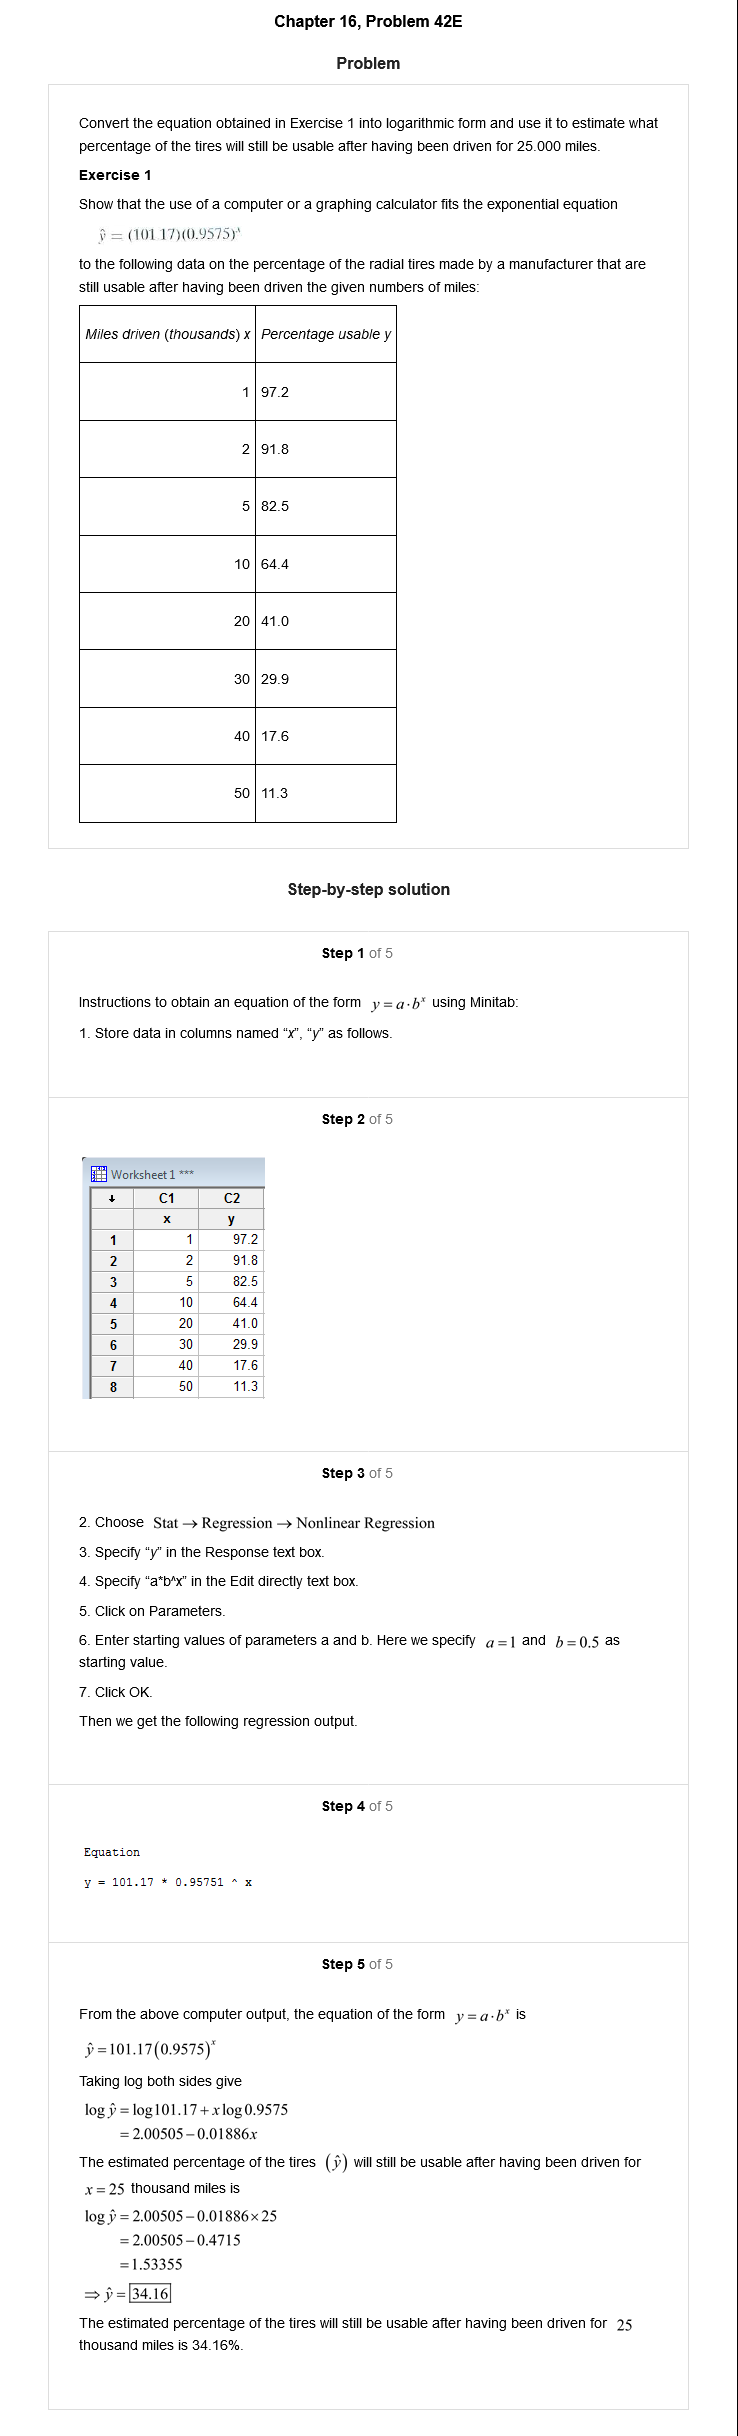 Chapter 16, Problem 42E
Problem
Convert the equation obtained in Exercise 1 into logarithmic form and use it to estimate what
percentage of the tires will still be usable after having been driven for 25.000 miles.
Exercise 1
Show that the use of a computer or a graphing calculator fits the exponential equation
ŷ = (101.17)(0.9575)ˣ
to the following data on the percentage of the radial tires made by a manufacturer that are
still usable after having been driven the given numbers of miles:
Miles driven (thousands) x Percentage usable y
1 97.2
2 91.8
5 82.5
10 64.4
20 41.0
30 29.9
40 17.6
50 11.3
Step-by-step solution
Step 1 of 5
Instructions to obtain an equation of the form y = a·bˣ using Minitab:
1. Store data in columns named “x”, “y” as follows.
Step 2 of 5
Worksheet 1 ***
↓ C1 C2
x y
1 1 97.2
2 2 91.8
3 5 82.5
4 10 64.4
5 20 41.0
6 30 29.9
7 40 17.6
8 50 11.3
Step 3 of 5
2. Choose Stat → Regression → Nonlinear Regression
3. Specify “y” in the Response text box.
4. Specify “a*b^x” in the Edit directly text box.
5. Click on Parameters.
6. Enter starting values of parameters a and b. Here we specify a = 1 and b = 0.5 as
starting value.
7. Click OK.
Then we get the following regression output.
Step 4 of 5
Equation
y = 101.17 * 0.95751 ^ x
Step 5 of 5
From the above computer output, the equation of the form y = a·bˣ is
ŷ = 101.17(0.9575)ˣ
Taking log both sides give
log ŷ = log101.17 + x log 0.9575
= 2.00505 – 0.01886x
The estimated percentage of the tires (ŷ) will still be usable after having been driven for
x = 25 thousand miles is
log ŷ = 2.00505 – 0.01886×25
= 2.00505 – 0.4715
= 1.53355
⇒ ŷ = 34.16
The estimated percentage of the tires will still be usable after having been driven for 25
thousand miles is 34.16%.